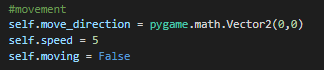 #movement
self.move_direction = pygame.math.Vector2(0,0)
self.speed = 5
self.moving = False